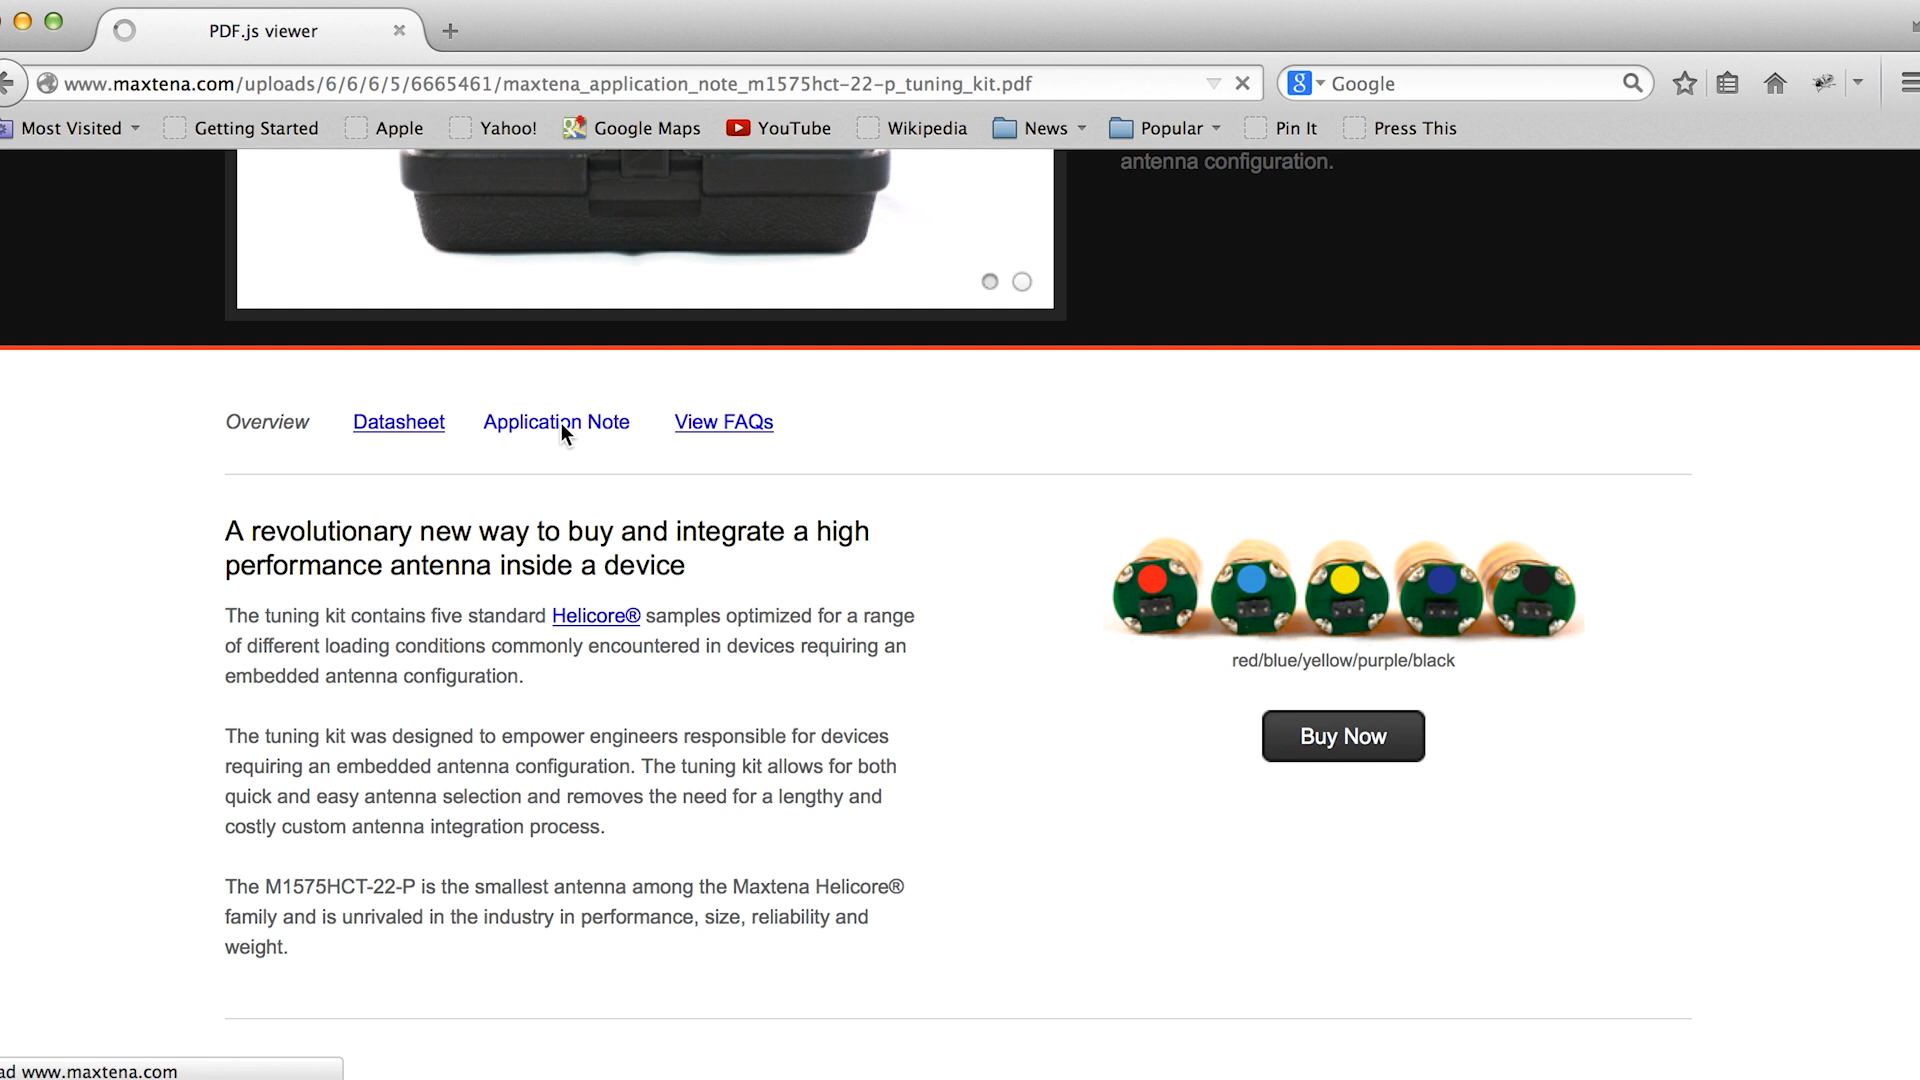 PDF.js viewer
www.maxtena.com/uploads/6/6/6/5/6665461/maxtena_application_note_m1575hct-22-p_tuning_kit.pdf
Google
Most Visited Getting Started Apple Yahoo! Google Maps YouTube Wikipedia News Popular Pin It Press This
antenna configuration.
Overview Datasheet Application Note View FAQs
A revolutionary new way to buy and integrate a high
performance antenna inside a device
The tuning kit contains five standard Helicore® samples optimized for a range
of different loading conditions commonly encountered in devices requiring an
embedded antenna configuration.
The tuning kit was designed to empower engineers responsible for devices
requiring an embedded antenna configuration. The tuning kit allows for both
quick and easy antenna selection and removes the need for a lengthy and
costly custom antenna integration process.
The M1575HCT-22-P is the smallest antenna among the Maxtena Helicore®
family and is unrivaled in the industry in performance, size, reliability and
weight.
red/blue/yellow/purple/black
Buy Now
ad www.maxtena.com